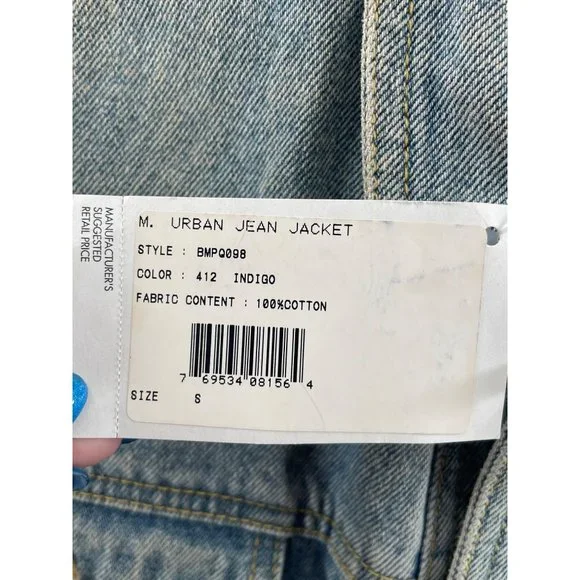 MANUFACTURER'S
SUGGESTED
RETAIL PRICE
M. URBAN JEAN JACKET
STYLE : BMPQ098
COLOR : 412 INDIGO
FABRIC CONTENT : 100%COTTON
7 69534 08156 4
SIZE S